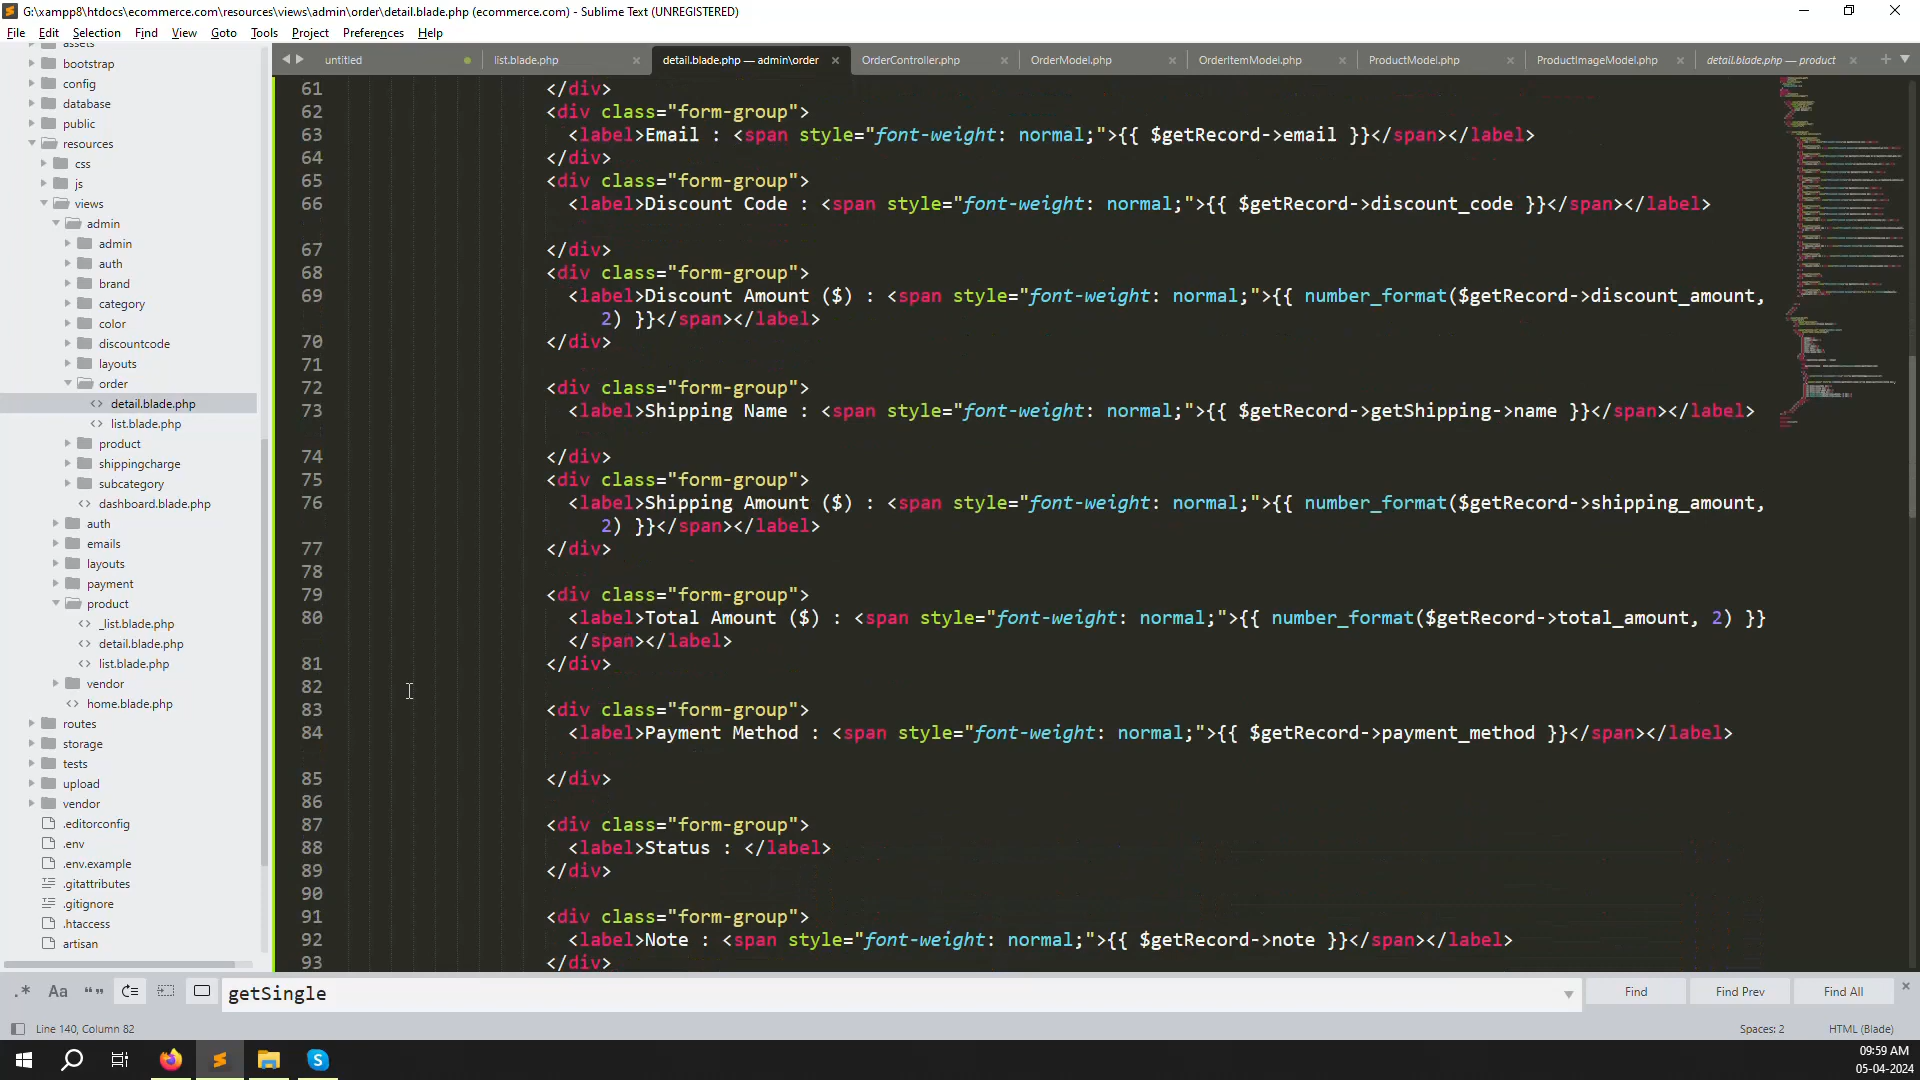 G:\xampp8\htdocs\ecommerce.com\resources\views\admin\order\detail.blade.php (ecommerce.com) - Sublime Text (UNREGISTERED)
File Edit Selection Find View Goto Tools Project Preferences Help
untitled list.blade.php detail.blade.php — admin\order OrderController.php OrderModel.php OrderItemModel.php ProductModel.php ProductImageModel.php detail.blade.php — product
assets
bootstrap
config
database
public
resources
css
js
views
admin
admin
auth
brand
category
color
discountcode
layouts
order
detail.blade.php
list.blade.php
product
shippingcharge
subcategory
dashboard.blade.php
auth
emails
layouts
payment
product
_list.blade.php
detail.blade.php
list.blade.php
vendor
home.blade.php
routes
storage
tests
upload
vendor
.editorconfig
.env
.env.example
.gitattributes
.gitignore
.htaccess
artisan
61 </div>
62 <div class="form-group">
63 <label>Email : <span style="font-weight: normal;">{{ $getRecord->email }}</span></label>
64 </div>
65 <div class="form-group">
66 <label>Discount Code : <span style="font-weight: normal;">{{ $getRecord->discount_code }}</span></label>
67 </div>
68 <div class="form-group">
69 <label>Discount Amount ($) : <span style="font-weight: normal;">{{ number_format($getRecord->discount_amount,
2) }}</span></label>
70 </div>
71
72 <div class="form-group">
73 <label>Shipping Name : <span style="font-weight: normal;">{{ $getRecord->getShipping->name }}</span></label>
74 </div>
75 <div class="form-group">
76 <label>Shipping Amount ($) : <span style="font-weight: normal;">{{ number_format($getRecord->shipping_amount,
2) }}</span></label>
77 </div>
78
79 <div class="form-group">
80 <label>Total Amount ($) : <span style="font-weight: normal;">{{ number_format($getRecord->total_amount, 2) }}
</span></label>
81 </div>
82
83 <div class="form-group">
84 <label>Payment Method : <span style="font-weight: normal;">{{ $getRecord->payment_method }}</span></label>
85 </div>
86
87 <div class="form-group">
88 <label>Status : </label>
89 </div>
90
91 <div class="form-group">
92 <label>Note : <span style="font-weight: normal;">{{ $getRecord->note }}</span></label>
93 </div>
.* Aa “” getSingle Find Find Prev Find All
Line 140, Column 82 Spaces: 2 HTML (Blade)
09:59 AM
05-04-2024